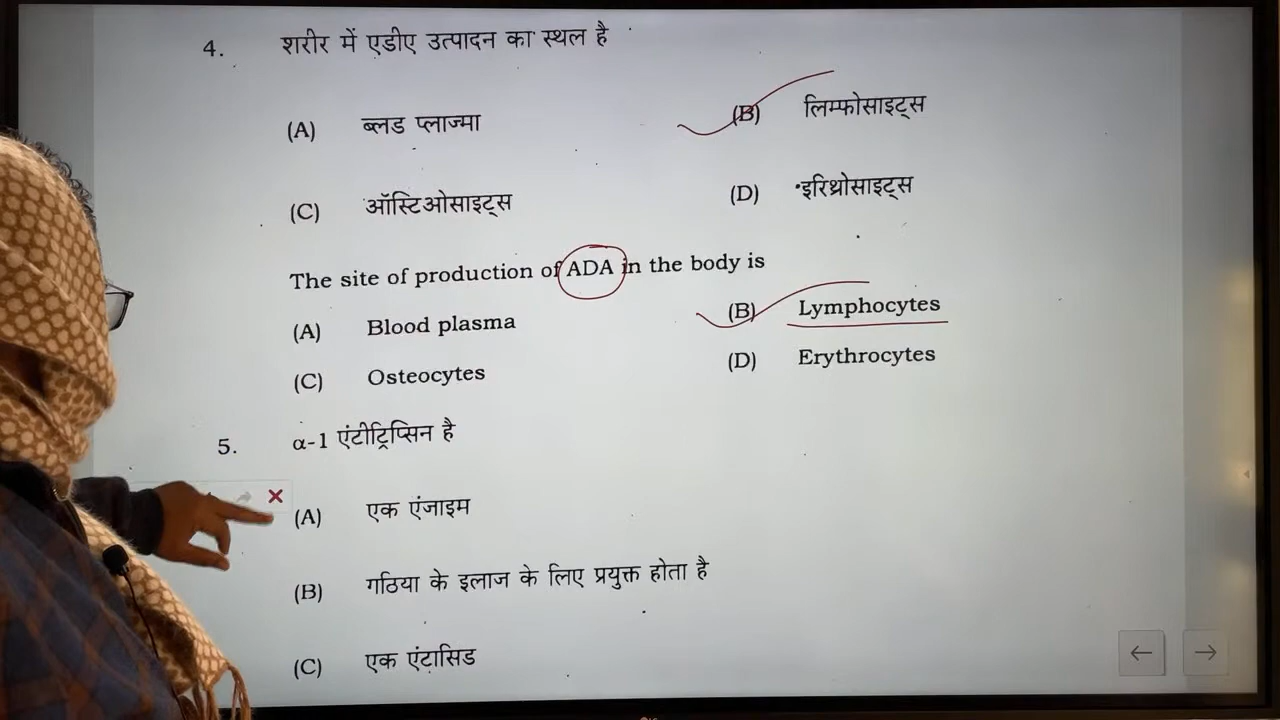 4. शरीर में एडीए उत्पादन का स्थल है
(A) ब्लड प्लाज्मा (B) लिम्फोसाइट्स
(C) ऑस्टिओसाइट्स (D) इरिथ्रोसाइट्स
The site of production of ADA in the body is
(A) Blood plasma (B) Lymphocytes
(C) Osteocytes (D) Erythrocytes
5. α-1 एंटीट्रिप्सिन है
(A) एक एंजाइम
(B) गठिया के इलाज के लिए प्रयुक्त होता है
(C) एक एंटासिड